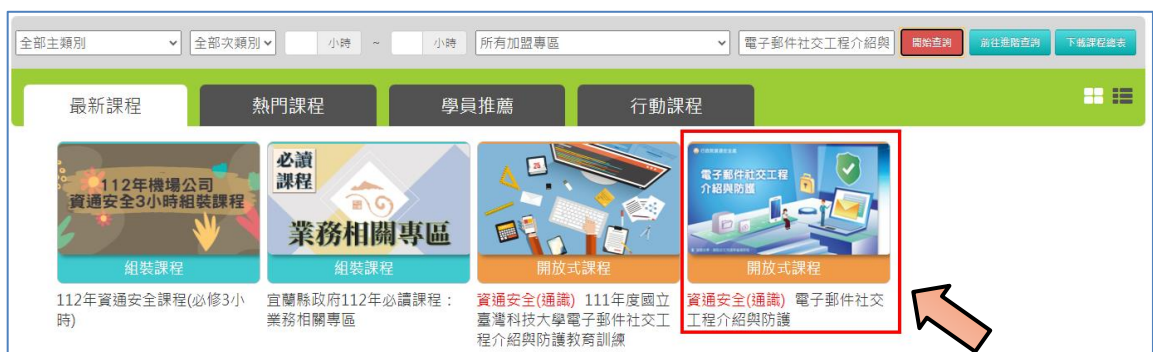 全部主類別
全部次類別
小時 ~ 小時
所有加盟專區
電子郵件社交工程介紹與
開始查詢
前往進階查詢
下載課程總表
最新課程
熱門課程
學員推薦
行動課程
112年機場公司
資通安全3小時組裝課程
組裝課程
112年資通安全課程(必修3小
時)
必讀
課程
業務相關專區
組裝課程
宜蘭縣政府112年必讀課程：
業務相關專區
開放式課程
資通安全(通識) 111年度國立
臺灣科技大學電子郵件社交工
程介紹與防護教育訓練
電子郵件社交工程
介紹與防護
開放式課程
資通安全(通識) 電子郵件社交
工程介紹與防護